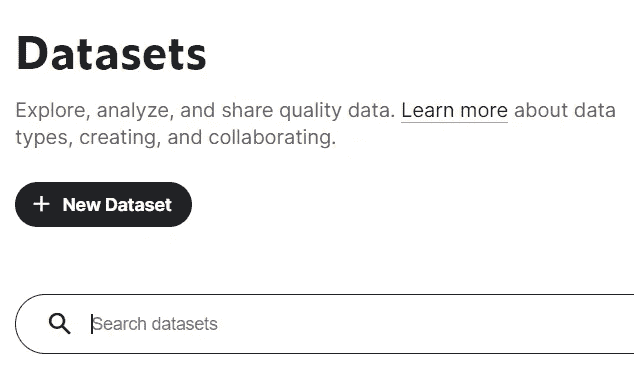 Datasets
Explore, analyze, and share quality data. Learn more about data
types, creating, and collaborating.
+ New Dataset
Search datasets